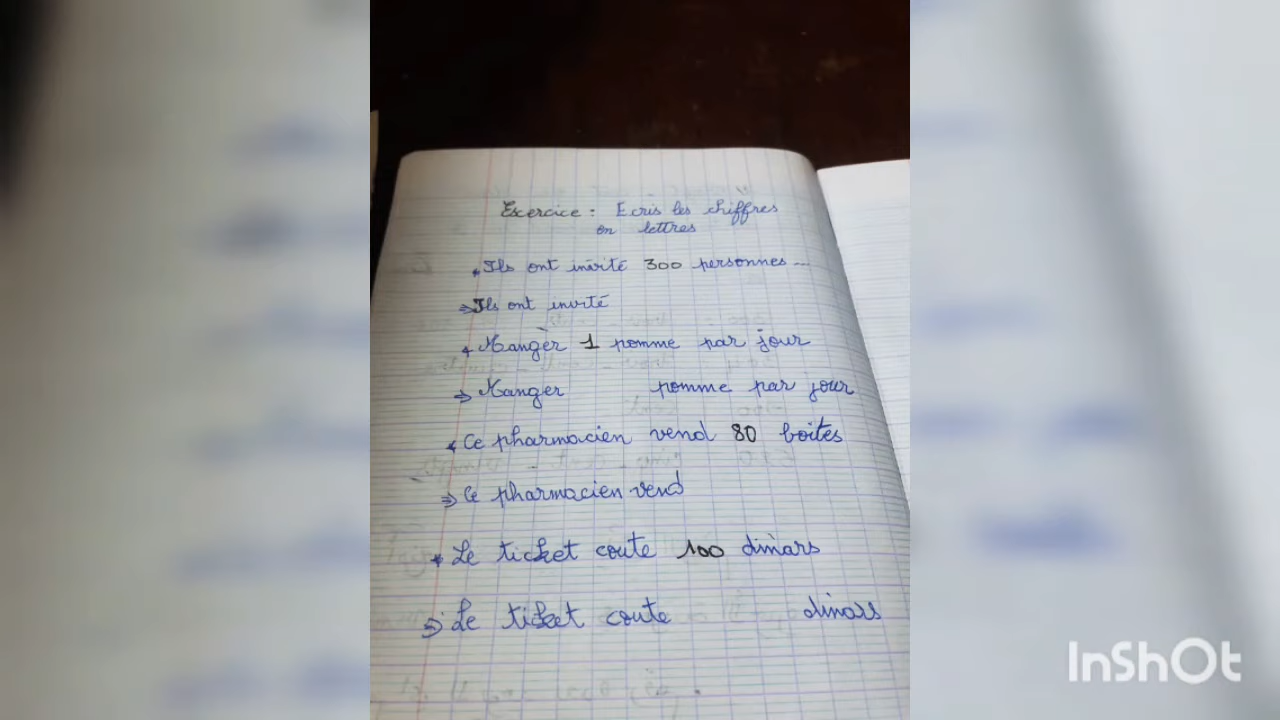 Exercice : Ecris les chiffres
en lettres
• Ils ont invité 300 personnes...
⇒ Ils ont invité
* Manger 1 pomme par jour
⇒ Manger pomme par jour
* Ce pharmacien vend 80 boites
⇒ Ce pharmacien vend
* Le ticket coute 100 dinars
⇒ Le ticket coute dinars
InShOt